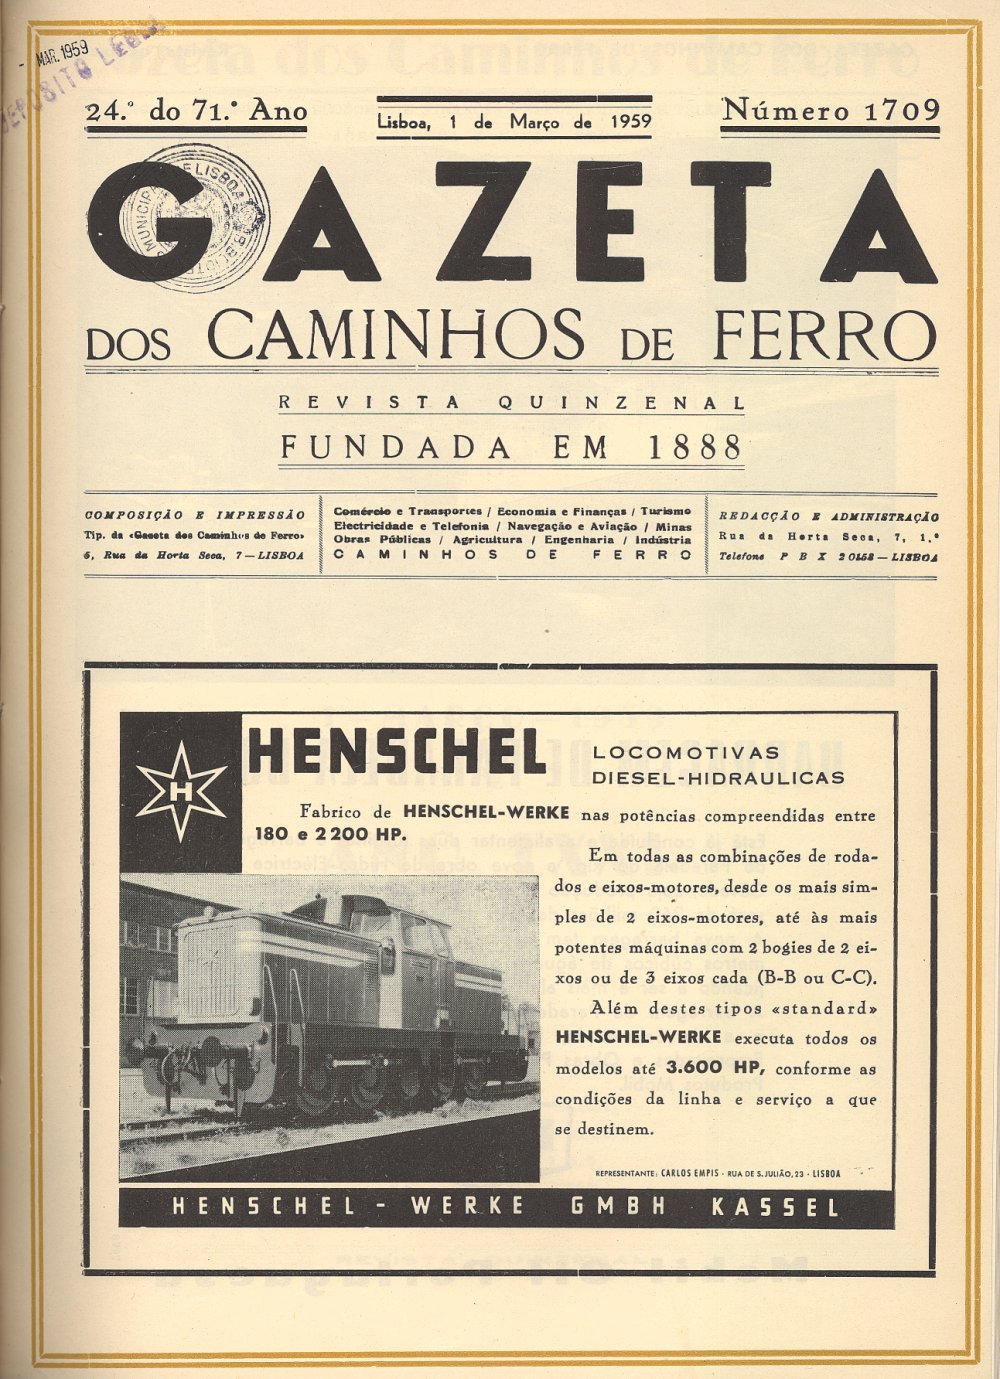 MAR. 1959
DEPÓSITO LEGAL
24.º do 71.º Ano
Lisboa, 1 de Março de 1959
Número 1709
GAZETA
DOS CAMINHOS DE FERRO
REVISTA QUINZENAL
FUNDADA EM 1888
COMPOSIÇÃO E IMPRESSÃO
Tip. da «Gazeta dos Caminhos de Ferro»
5, Rua da Horta Seca, 7 — LISBOA
Comércio e Transportes / Economia e Finanças / Turismo
Electricidade e Telefonia / Navegação e Aviação / Minas
Obras Públicas / Agricultura / Engenharia / Indústria
CAMINHOS DE FERRO
REDACÇÃO E ADMINISTRAÇÃO
Rua da Horta Seca, 7, 1.º
Telefone P B X 20158 — LISBOA
H
HENSCHEL
LOCOMOTIVAS
DIESEL-HIDRAULICAS
Fabrico de HENSCHEL-WERKE nas potências compreendidas entre
180 e 2200 HP.
Em todas as combinações de roda-
dos e eixos-motores, desde os mais sim-
ples de 2 eixos-motores, até às mais
potentes máquinas com 2 bogies de 2 ei-
xos ou de 3 eixos cada (B-B ou C-C).
Além destes tipos «standard»
HENSCHEL-WERKE executa todos os
modelos até 3.600 HP, conforme as
condições da linha e serviço a que
se destinem.
REPRESENTANTE: CARLOS EMPIS · RUA DE S. JULIÃO, 23 · LISBOA
HENSCHEL - WERKE GMBH KASSEL